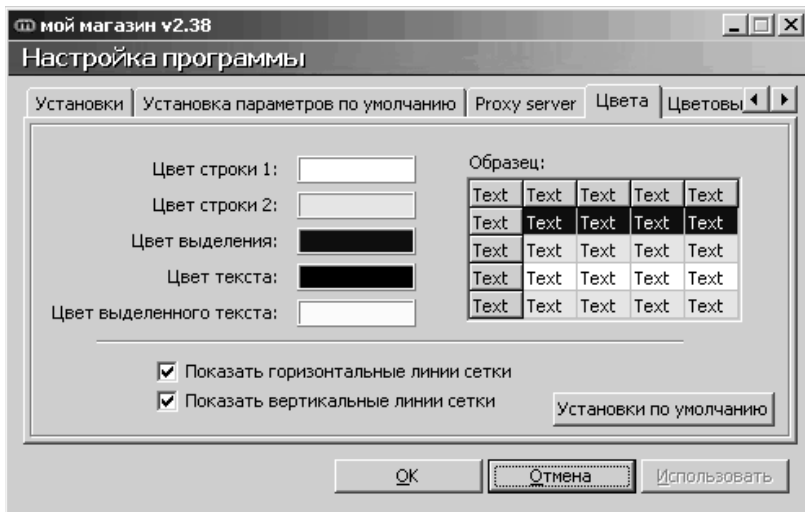 мой магазин v2.38
Настройка программы
Установки Установка параметров по умолчанию Proxy server Цвета Цветовы
Цвет строки 1:
Цвет строки 2:
Цвет выделения:
Цвет текста:
Цвет выделенного текста:
Образец:
Text Text Text Text Text
Text Text Text Text Text
Text Text Text Text Text
Text Text Text Text Text
Text Text Text Text Text
Показать горизонтальные линии сетки
Показать вертикальные линии сетки
Установки по умолчанию
OK Отмена Использовать